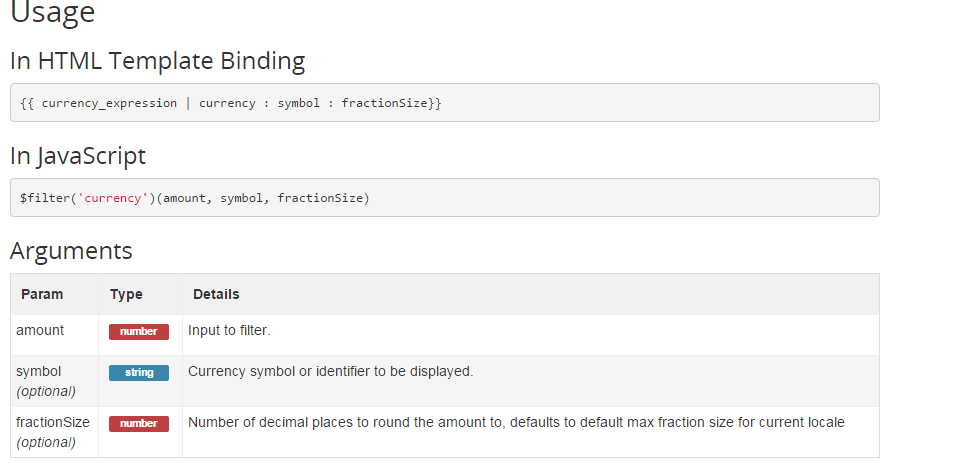 Usage
In HTML Template Binding
{{ currency_expression | currency : symbol : fractionSize}}
In JavaScript
$filter('currency')(amount, symbol, fractionSize)
Arguments
Param Type Details
amount number Input to filter.
symbol string Currency symbol or identifier to be displayed.
(optional)
fractionSize number Number of decimal places to round the amount to, defaults to default max fraction size for current locale
(optional)